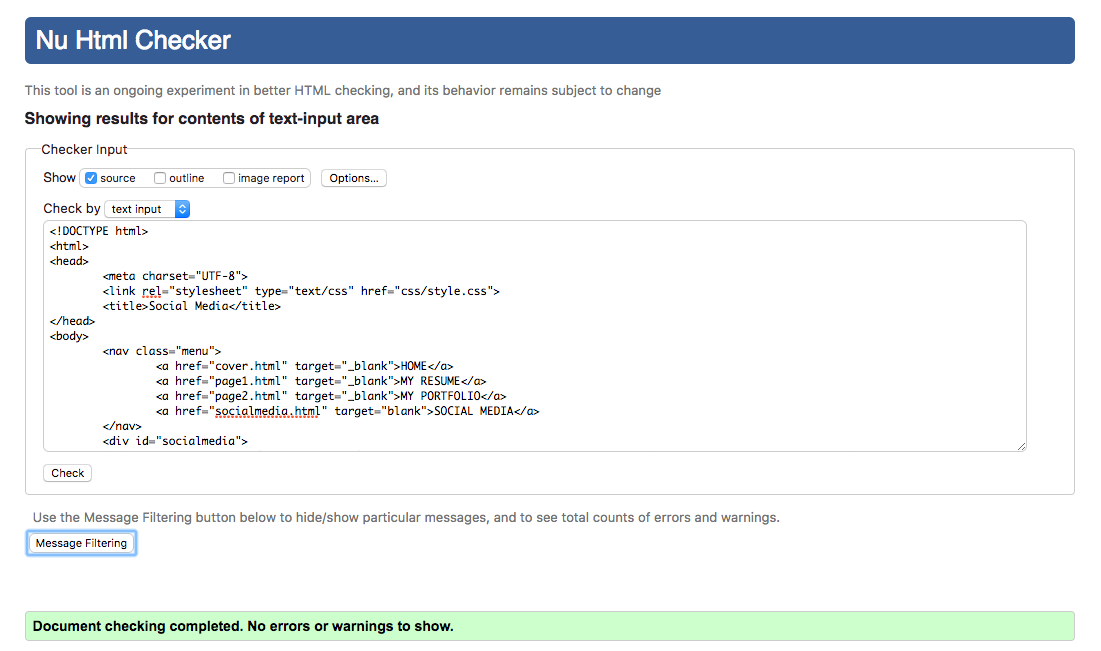 Nu Html Checker
This tool is an ongoing experiment in better HTML checking, and its behavior remains subject to change
Showing results for contents of text-input area
Checker Input
Show source outline image report Options...
Check by text input
<!DOCTYPE html>
<html>
<head>
<meta charset="UTF-8">
<link rel="stylesheet" type="text/css" href="css/style.css">
<title>Social Media</title>
</head>
<body>
<nav class="menu">
<a href="cover.html" target="_blank">HOME</a>
<a href="page1.html" target="_blank">MY RESUME</a>
<a href="page2.html" target="_blank">MY PORTFOLIO</a>
<a href="socialmedia.html" target="blank">SOCIAL MEDIA</a>
</nav>
<div id="socialmedia">
Check
Use the Message Filtering button below to hide/show particular messages, and to see total counts of errors and warnings.
Message Filtering
Document checking completed. No errors or warnings to show.